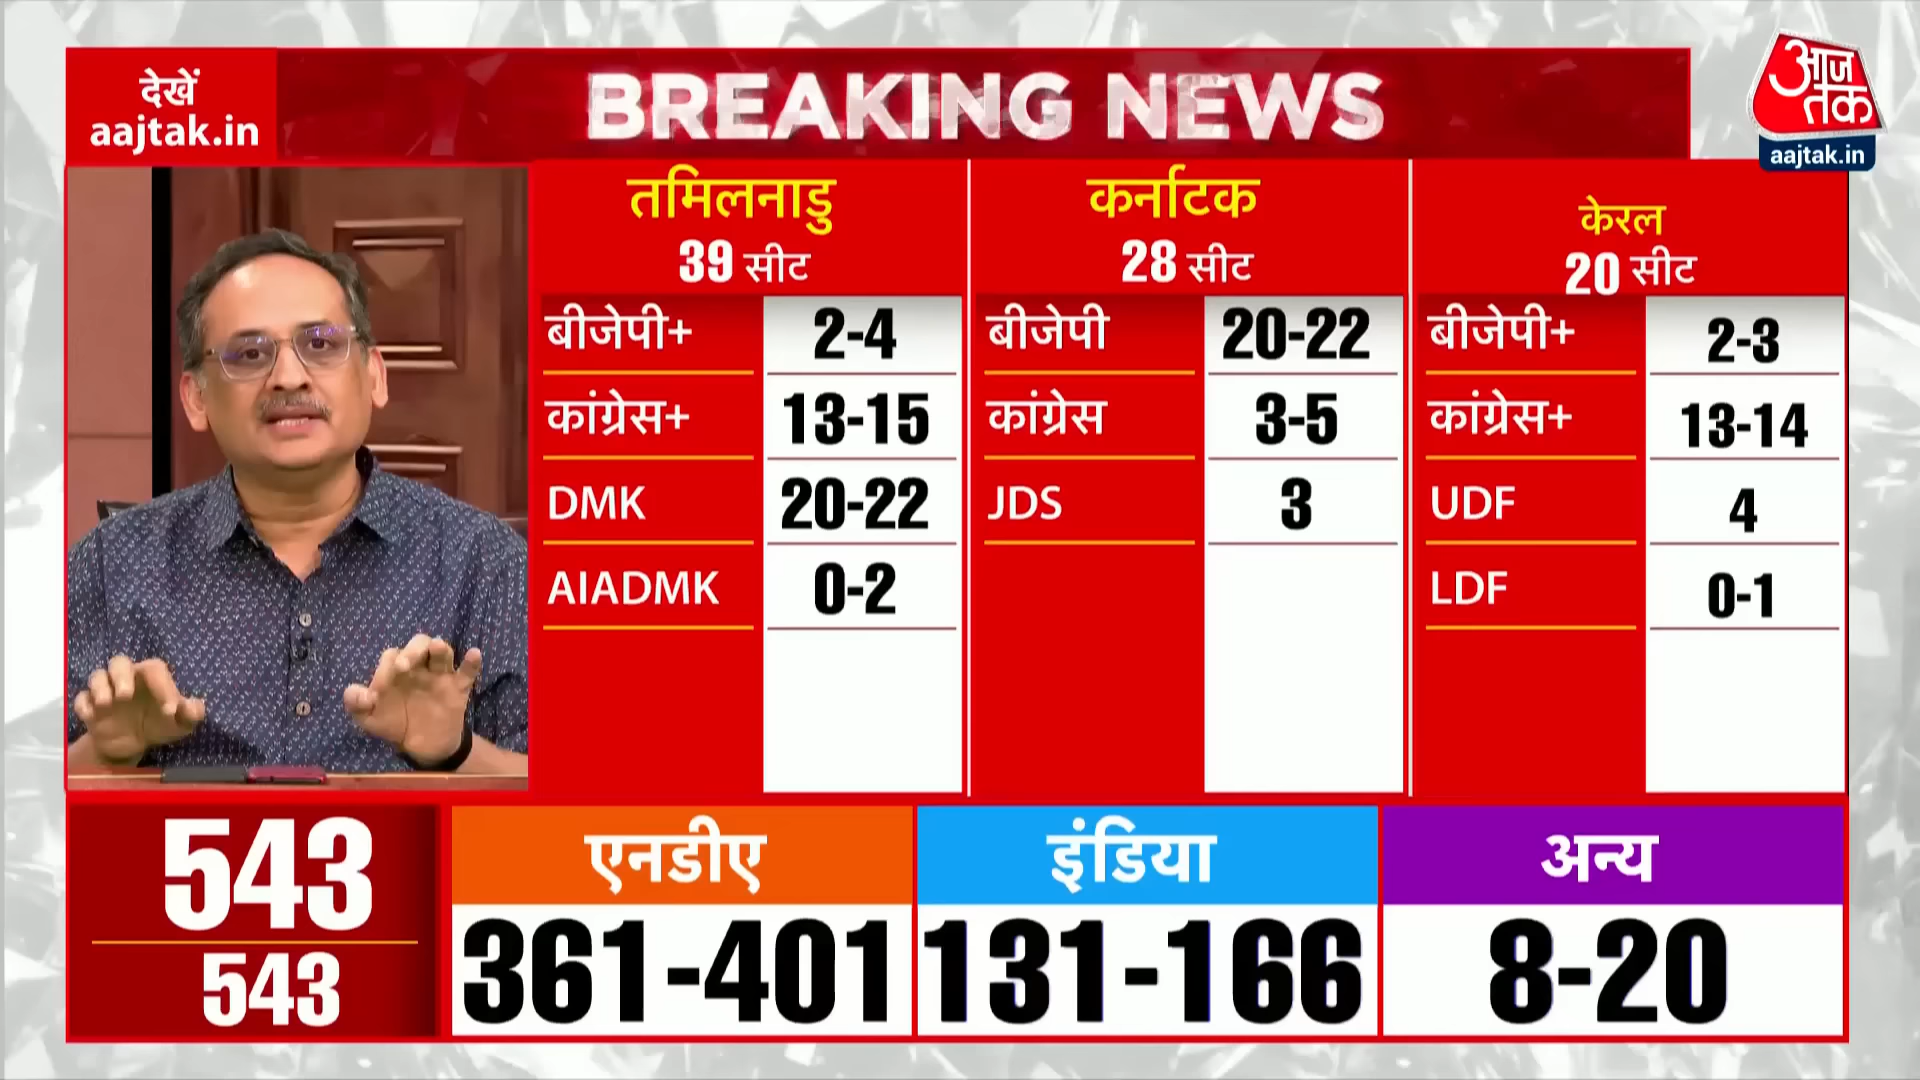 देखें
aajtak.in
BREAKING NEWS
आज
तक
aajtak.in
तमिलनाडु
39 सीट
बीजेपी+ 2-4
कांग्रेस+ 13-15
DMK 20-22
AIADMK 0-2
कर्नाटक
28 सीट
बीजेपी 20-22
कांग्रेस 3-5
JDS 3
केरल
20 सीट
बीजेपी+ 2-3
कांग्रेस+ 13-14
UDF 4
LDF 0-1
543
543
एनडीए
361-401
इंडिया
131-166
अन्य
8-20